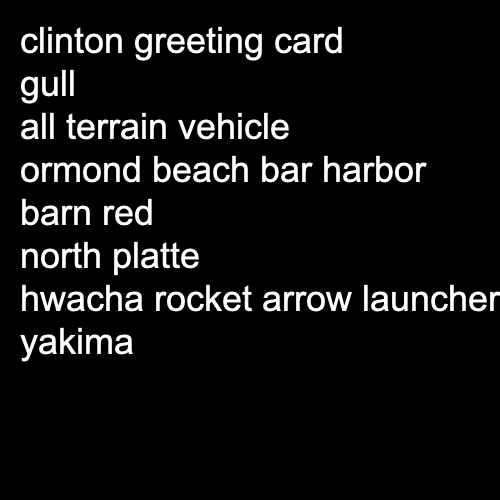 clinton greeting card
gull
all terrain vehicle
ormond beach bar harbor
barn red
north platte
hwacha rocket arrow launcher
yakima